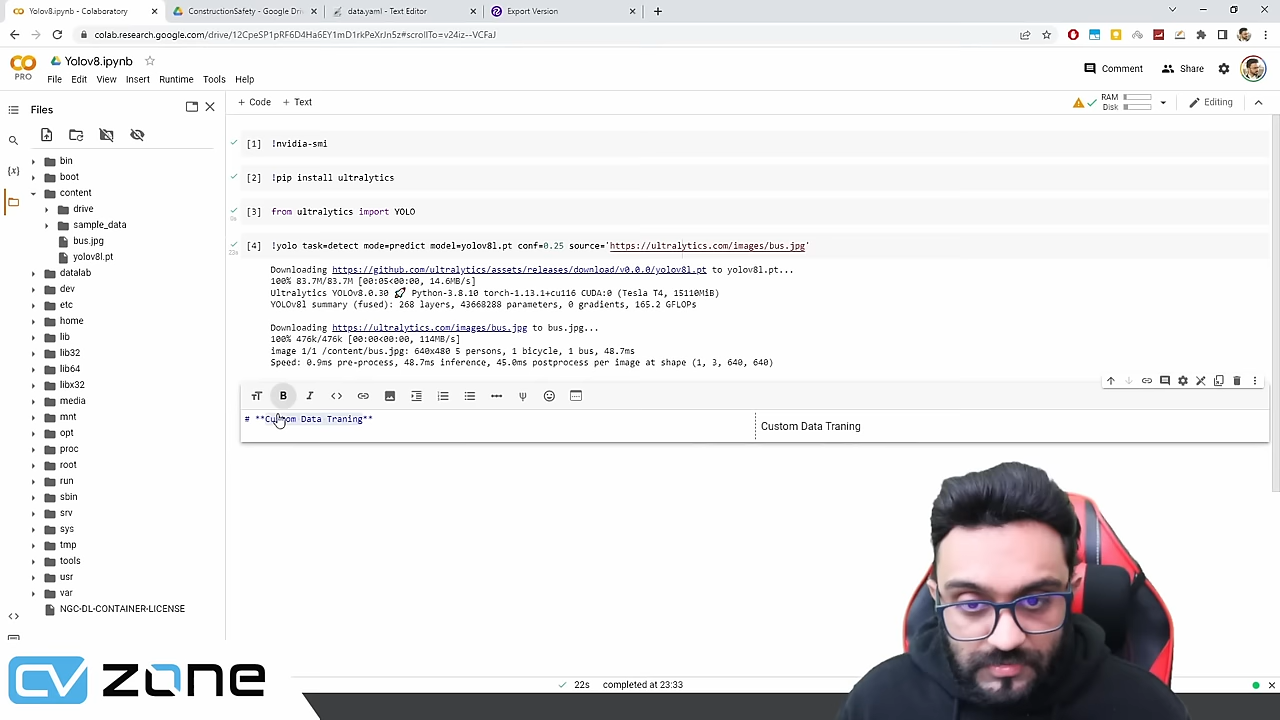 Yolov8.ipynb - Colaboratory
ConstructionSafety - Google Dri
data.yaml - Text Editor
Export Version
colab.research.google.com/drive/12CpeSP1pRF6D4Ha6EY1mD1rkPeXrJn5z#scrollTo=v24iz--VCFaJ
PRO
Yolov8.ipynb
File Edit View Insert Runtime Tools Help
Comment
Share
Files
+ Code + Text
RAM
Disk
Editing
bin
boot
content
drive
sample_data
bus.jpg
yolov8l.pt
datalab
dev
etc
home
lib
lib32
lib64
libx32
media
mnt
opt
proc
root
run
sbin
srv
sys
tmp
tools
usr
var
NGC-DL-CONTAINER-LICENSE
[1] !nvidia-smi
[2] !pip install ultralytics
[3] from ultralytics import YOLO
0s
[4] !yolo task=detect mode=predict model=yolov8l.pt conf=0.25 source='https://ultralytics.com/images/bus.jpg'
23s
Downloading https://github.com/ultralytics/assets/releases/download/v0.0.0/yolov8l.pt to yolov8l.pt...
100% 83.7M/83.7M [00:05<00:00, 14.6MB/s]
Ultralytics YOLOv8.0.30 🚀 Python-3.8.10 torch-1.13.1+cu116 CUDA:0 (Tesla T4, 15110MiB)
YOLOv8l summary (fused): 268 layers, 43668288 parameters, 0 gradients, 165.2 GFLOPs
Downloading https://ultralytics.com/images/bus.jpg to bus.jpg...
100% 476k/476k [00:00<00:00, 114MB/s]
image 1/1 /content/bus.jpg: 640x480 5 persons, 1 bicycle, 1 bus, 48.7ms
Speed: 0.9ms pre-process, 48.7ms inference, 45.0ms postprocess per image at shape (1, 3, 640, 640)
# **Custom Data Traning**
Custom Data Traning
CVZONE
22s completed at 23:33